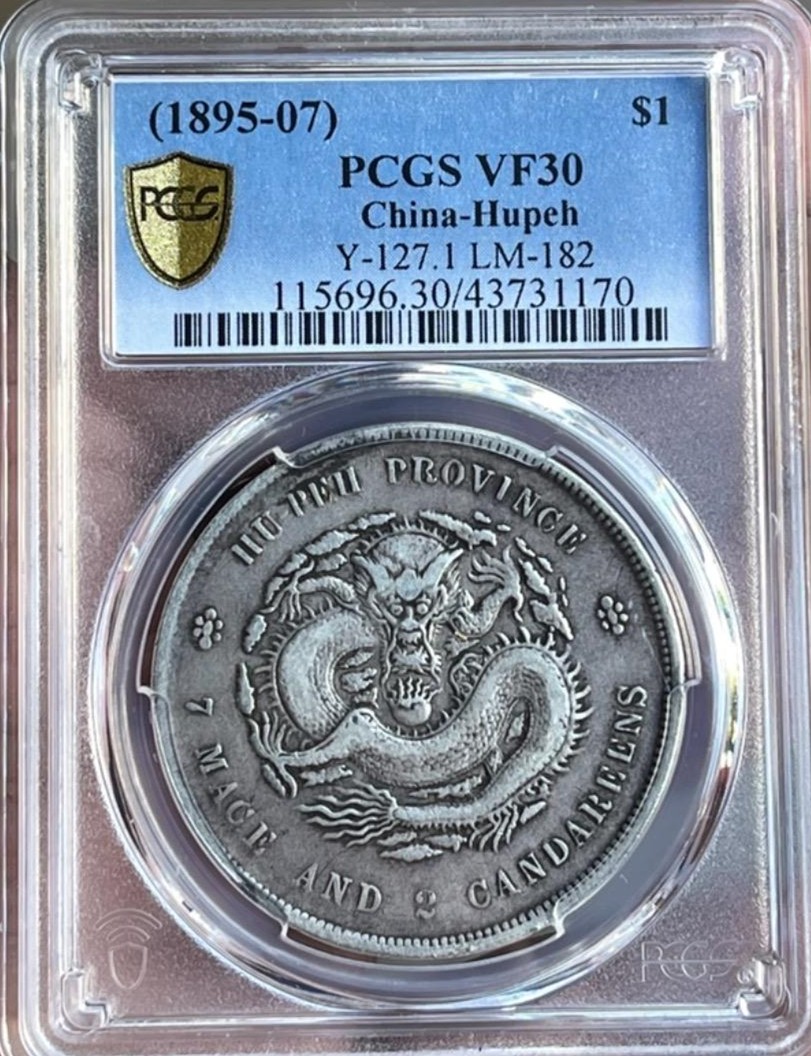 (1895-07) $1
PCGS VF30
China-Hupeh
Y-127.1 LM-182
115696.30/43731170
PCGS
HU-PEH PROVINCE
7 MACE AND 2 CANDAREENS
PCGS